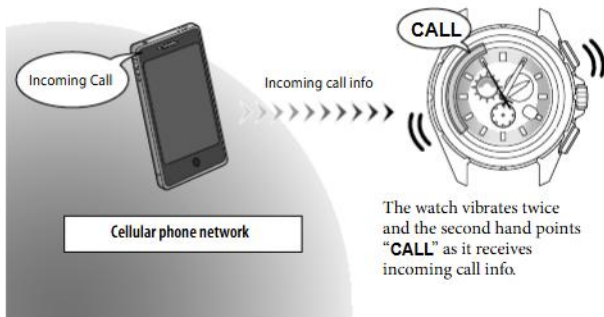 CALL
Incoming Call
Incoming call info
Cellular phone network
The watch vibrates twice
and the second hand points
“CALL” as it receives
incoming call info.